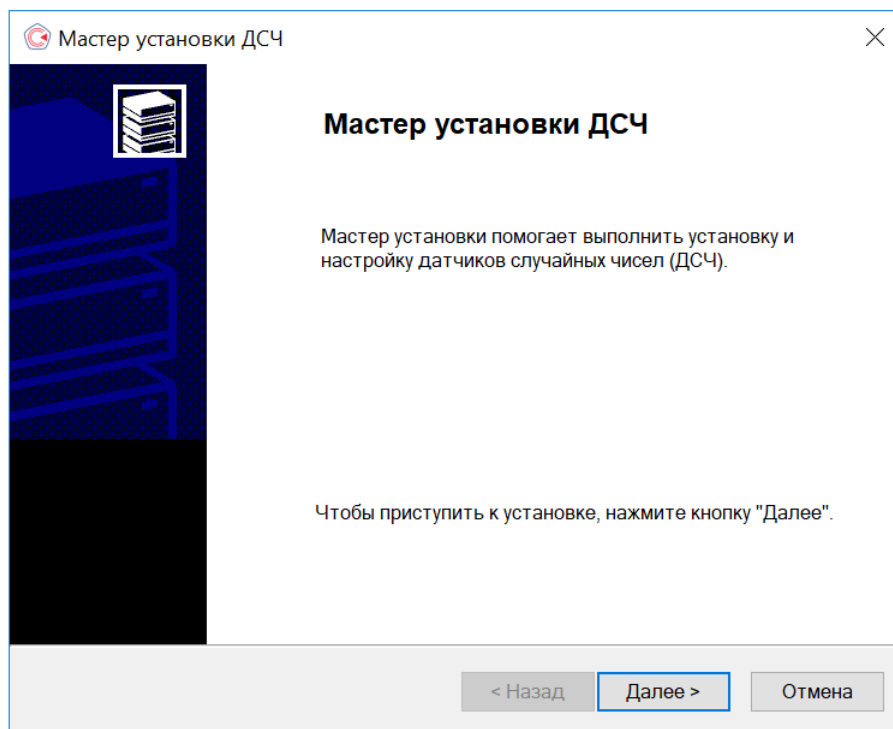 Мастер установки ДСЧ
Мастер установки ДСЧ
Мастер установки помогает выполнить установку и
настройку датчиков случайных чисел (ДСЧ).
Чтобы приступить к установке, нажмите кнопку "Далее".
< Назад
Далее >
Отмена